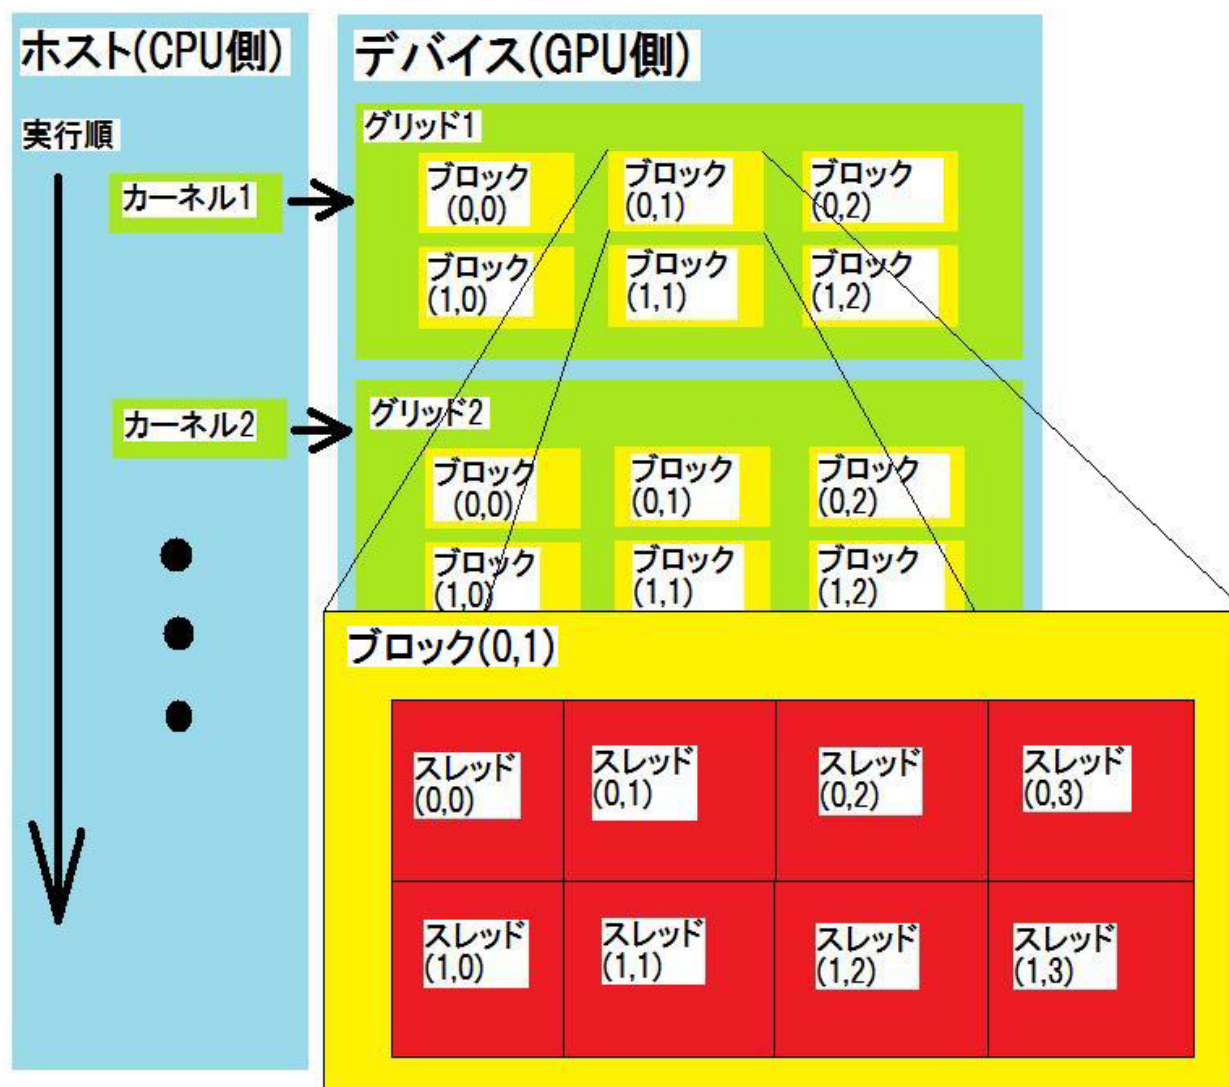 ホスト(CPU側)
実行順
カーネル1
カーネル2
デバイス(GPU側)
グリッド1
ブロック
(0,0)
ブロック
(0,1)
ブロック
(0,2)
ブロック
(1,0)
ブロック
(1,1)
ブロック
(1,2)
グリッド2
ブロック
(0,0)
ブロック
(0,1)
ブロック
(0,2)
ブロック
(1,0)
ブロック
(1,1)
ブロック
(1,2)
ブロック(0,1)
スレッド
(0,0)
スレッド
(0,1)
スレッド
(0,2)
スレッド
(0,3)
スレッド
(1,0)
スレッド
(1,1)
スレッド
(1,2)
スレッド
(1,3)